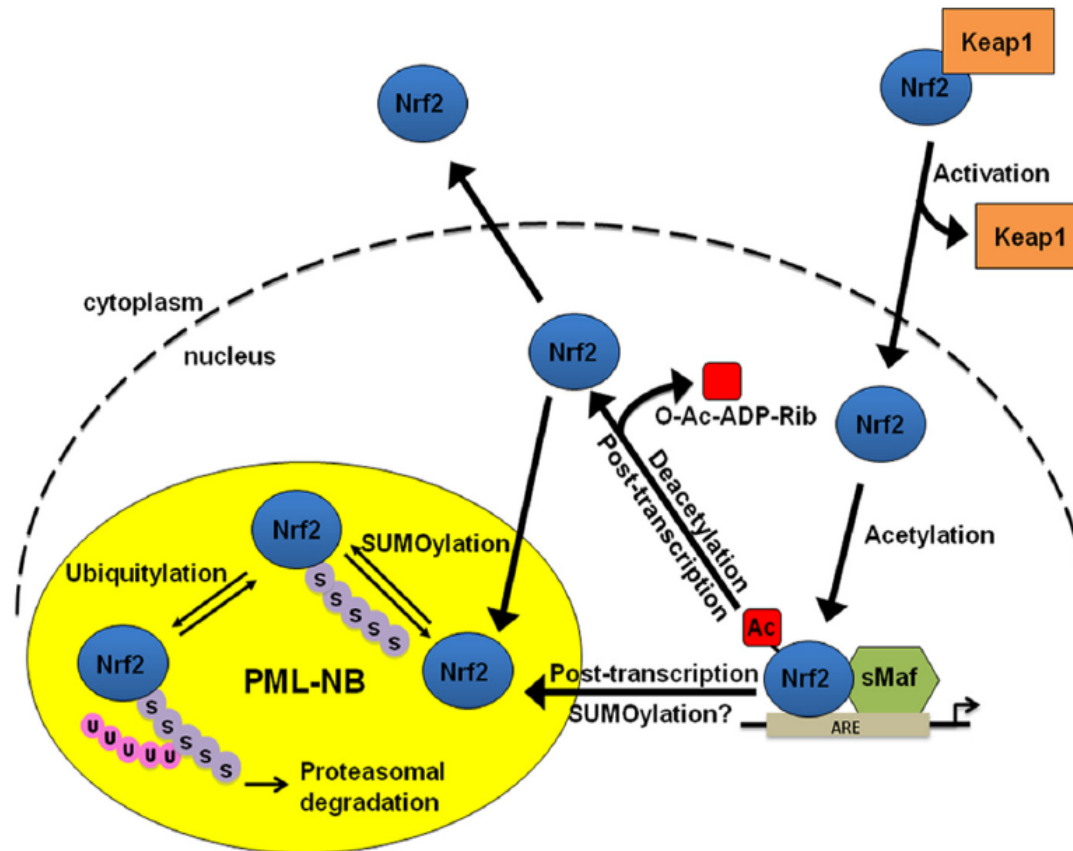 Keap1
Nrf2
Nrf2
Activation
Keap1
cytoplasm
nucleus
Nrf2
O-Ac-ADP-Rib
Nrf2
Deacetylation
Post-transcription
Acetylation
Nrf2
SUMOylation
Ubiquitylation
S S S S S
Nrf2
Nrf2
PML-NB
Post-transcription
SUMOylation?
Ac
Nrf2
sMaf
ARE
S S S S S
U U U U U
Proteasomal
degradation